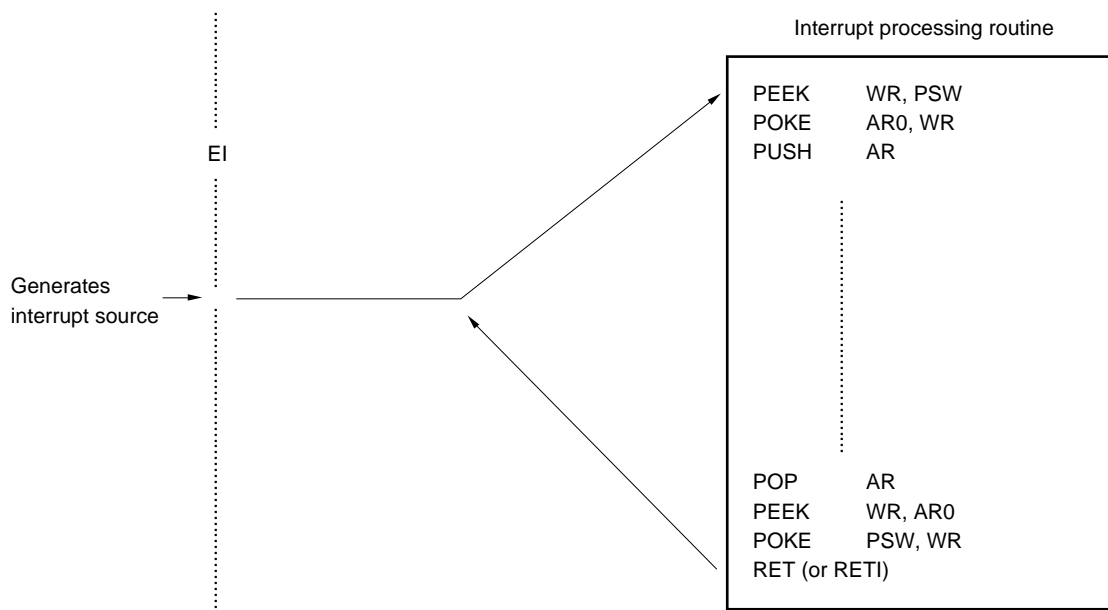 Interrupt processing routine
PEEK WR, PSW
POKE AR0, WR
PUSH AR
EI
Generates
interrupt source
POP AR
PEEK WR, AR0
POKE PSW, WR
RET (or RETI)